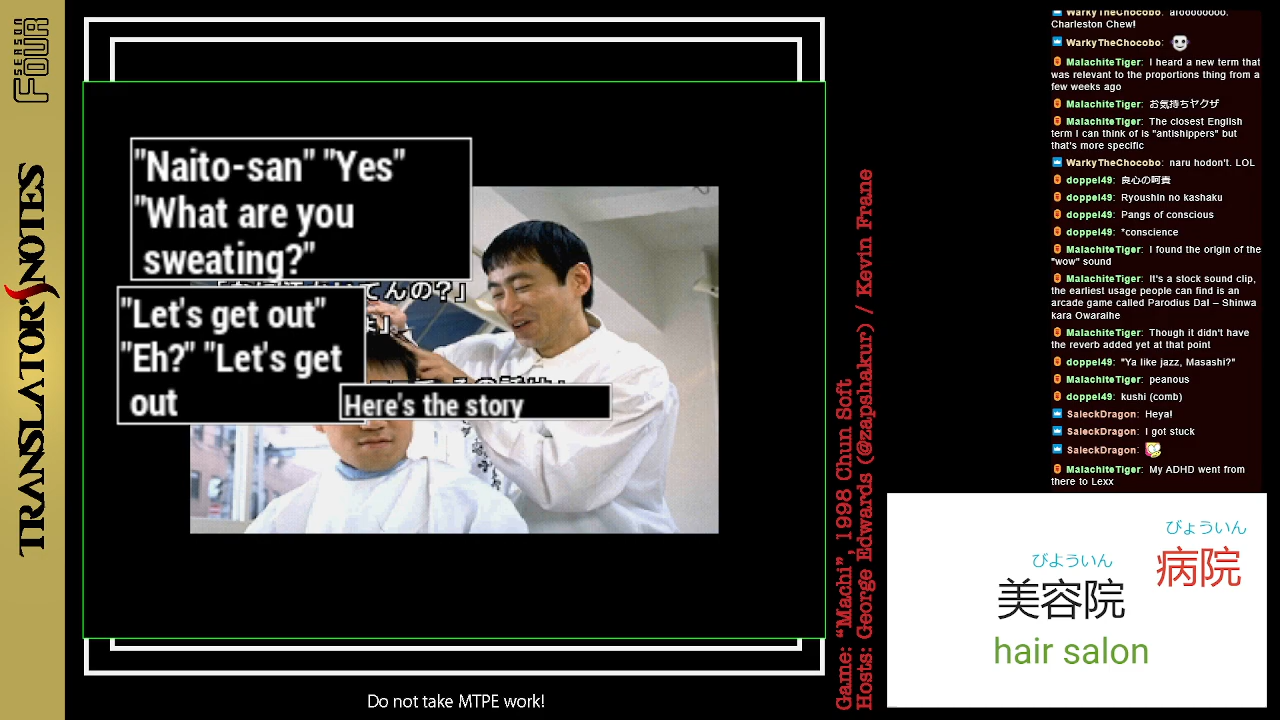 SEASON
FOUR
TRANSLATOR'S NOTES
"Naito-san" "Yes"
"What are you
sweating?"
てんの?」
"Let's get out"
"Eh?" "Let's get
out
Here's the story
Do not take MTPE work!
Game: “Machi”, 1998 Chun Soft
Hosts: George Edwards (@zapshakur) / Kevin Frane
WarkyTheChocobo: afoooooooo.
Charleston Chew!
WarkyTheChocobo:
MalachiteTiger: I heard a new term that
was relevant to the proportions thing from a
few weeks ago
MalachiteTiger: お気持ちヤクザ
MalachiteTiger: The closest English
term I can think of is "antishippers" but
that's more specific
WarkyTheChocobo: naru hodon't. LOL
doppel49: 良心の呵責
doppel49: Ryoushin no kashaku
doppel49: pangs of conscious
doppel49: *conscience
MalachiteTiger: I found the origin of the
"wow" sound
MalachiteTiger: It's a stock sound clip,
the earliest usage people can find is an
arcade game called Parodius Da! – Shinwa
kara Owaraihe
MalachiteTiger: Though it didn't have
the reverb added yet at that point
doppel49: "Ya like jazz, Masashi?"
MalachiteTiger: peanous
doppel49: kushi (comb)
SaleckDragon: Heya!
SaleckDragon: I got stuck
SaleckDragon:
MalachiteTiger: My ADHD went from
there to Lexx
びょういん
病院
びよういん
美容院
hair salon